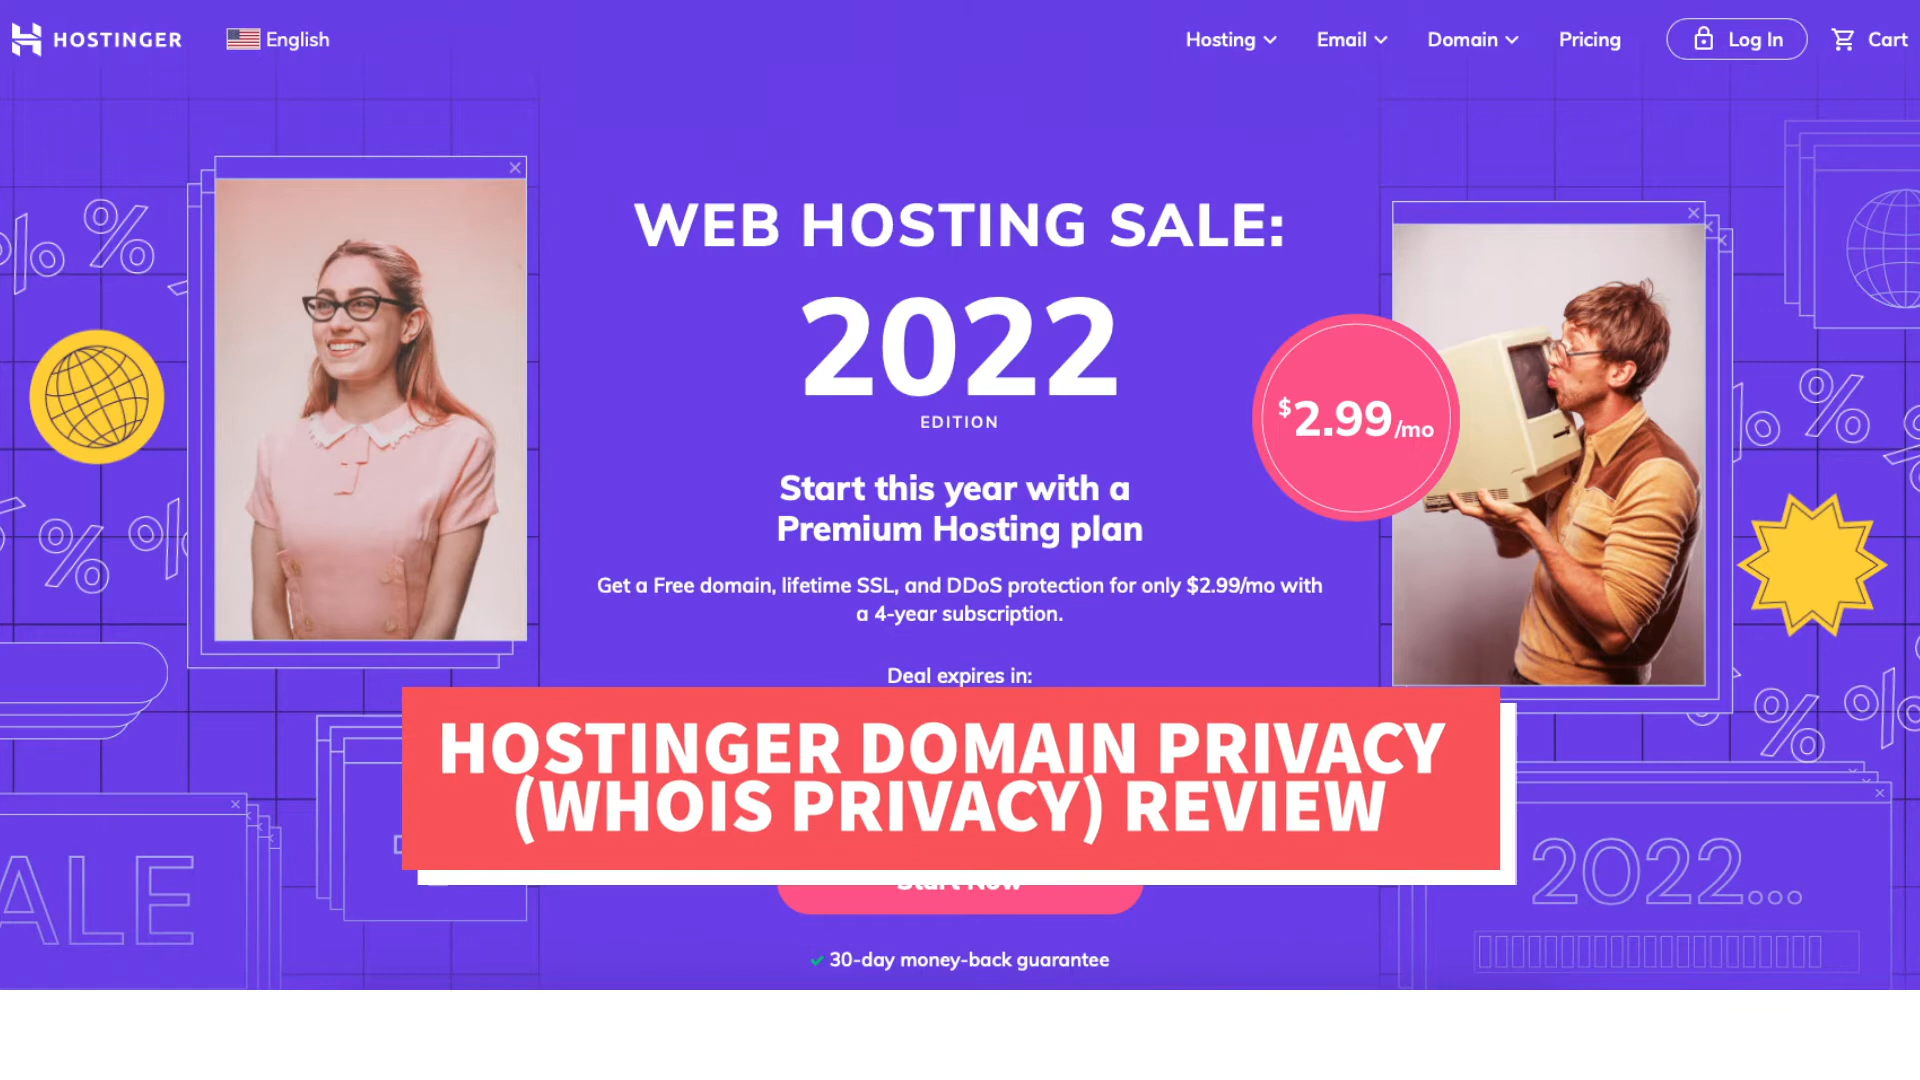 HOSTINGER
English
Hosting
Email
Domain
Pricing
Log In
Cart
WEB HOSTING SALE:
2022
EDITION
$2.99/mo
Start this year with a
Premium Hosting plan
Get a Free domain, lifetime SSL, and DDoS protection for only $2.99/mo with
a 4-year subscription.
Deal expires in:
HOSTINGER DOMAIN PRIVACY
(WHOIS PRIVACY) REVIEW
Start Now
ALE
2022...
30-day money-back guarantee